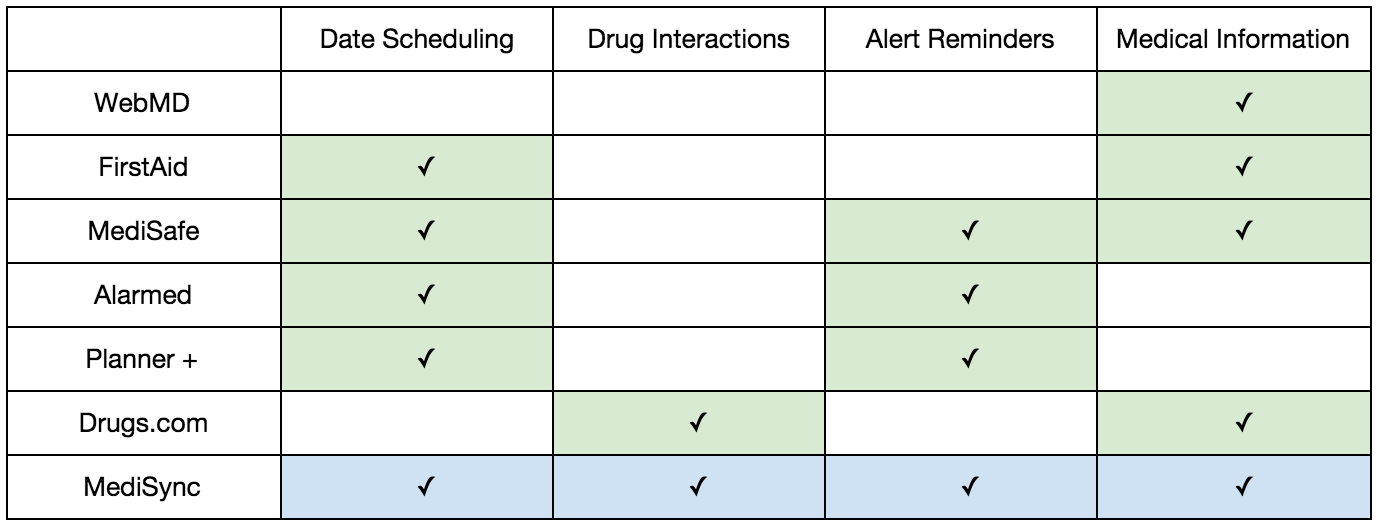 Date Scheduling Drug Interactions Alert Reminders Medical Information
WebMD ✓
FirstAid ✓ ✓
MediSafe ✓ ✓ ✓
Alarmed ✓ ✓
Planner + ✓ ✓
Drugs.com ✓ ✓
MediSync ✓ ✓ ✓ ✓